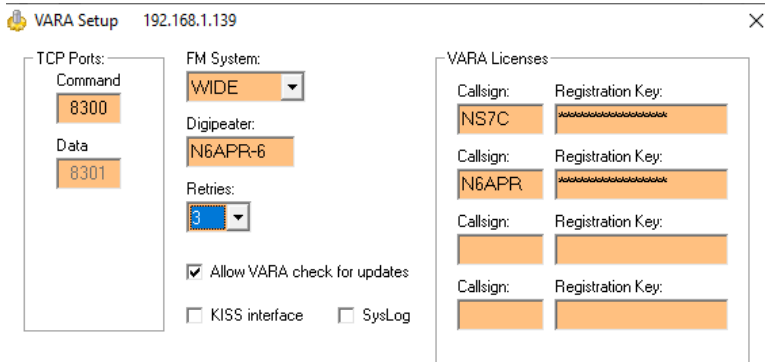 VARA Setup 192.168.1.139
TCP Ports:
Command
8300
Data
8301
FM System:
WIDE
Digipeater:
N6APR-6
Retries:
3
Allow VARA check for updates
KISS interface
SysLog
VARA Licenses
Callsign: Registration Key:
NS7C ******************
Callsign: Registration Key:
N6APR ******************
Callsign: Registration Key:
Callsign: Registration Key: